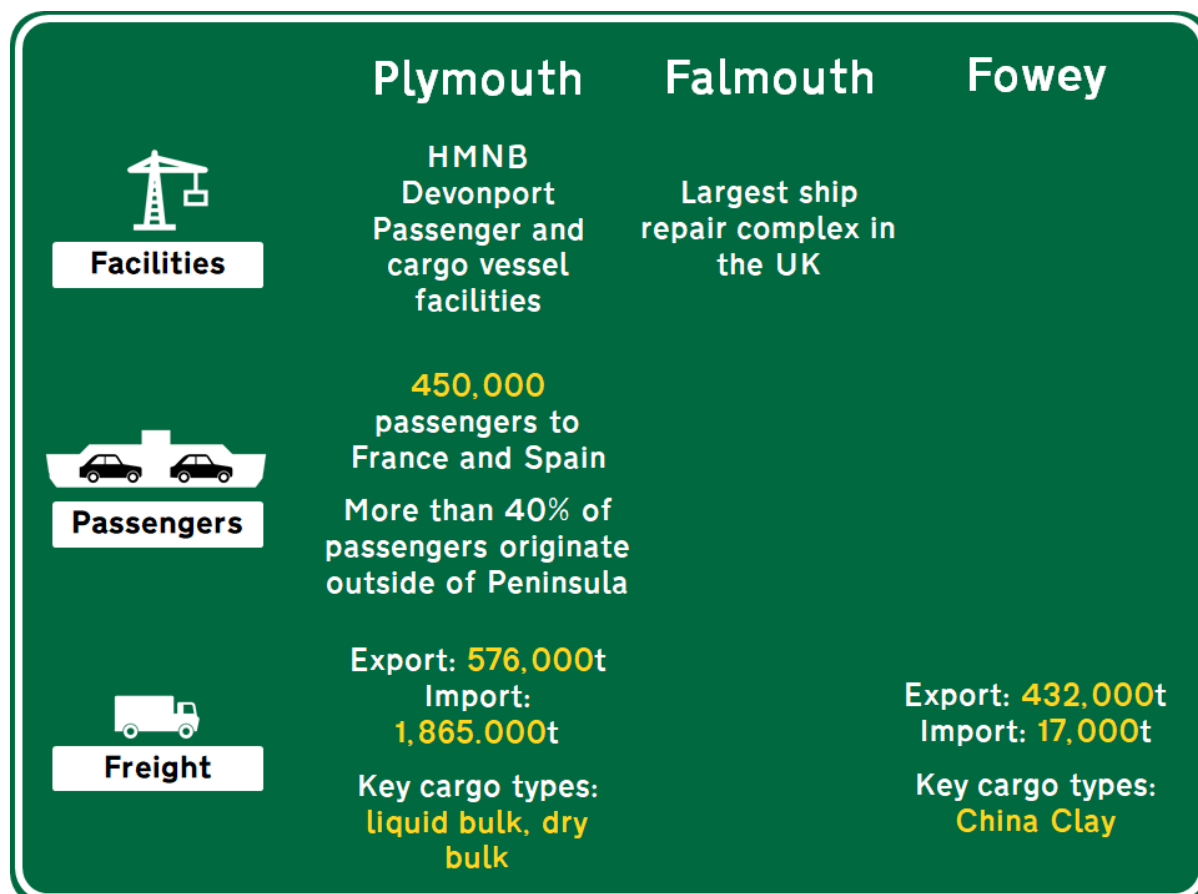 Plymouth Falmouth Fowey
Facilities
HMNB
Devonport
Passenger and
cargo vessel
facilities
Largest ship
repair complex in
the UK
Passengers
450,000
passengers to
France and Spain
More than 40% of
passengers originate
outside of Peninsula
Freight
Export: 576,000t
Import:
1,865.000t
Key cargo types:
liquid bulk, dry
bulk
Export: 432,000t
Import: 17,000t
Key cargo types:
China Clay